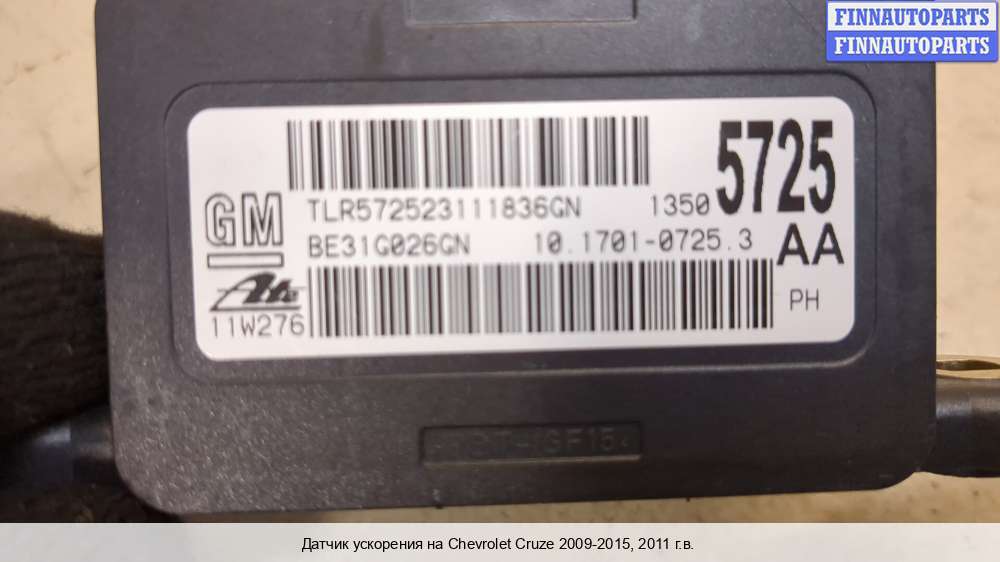 FINNAUTOPARTS
FINNAUTOPARTS
GM
TLR572523111836GN
1350 5725
BE31G026GN
10.1701-0725.3
AA
Ate
11W276
PH
Датчик ускорения на Chevrolet Cruze 2009-2015, 2011 г.в.